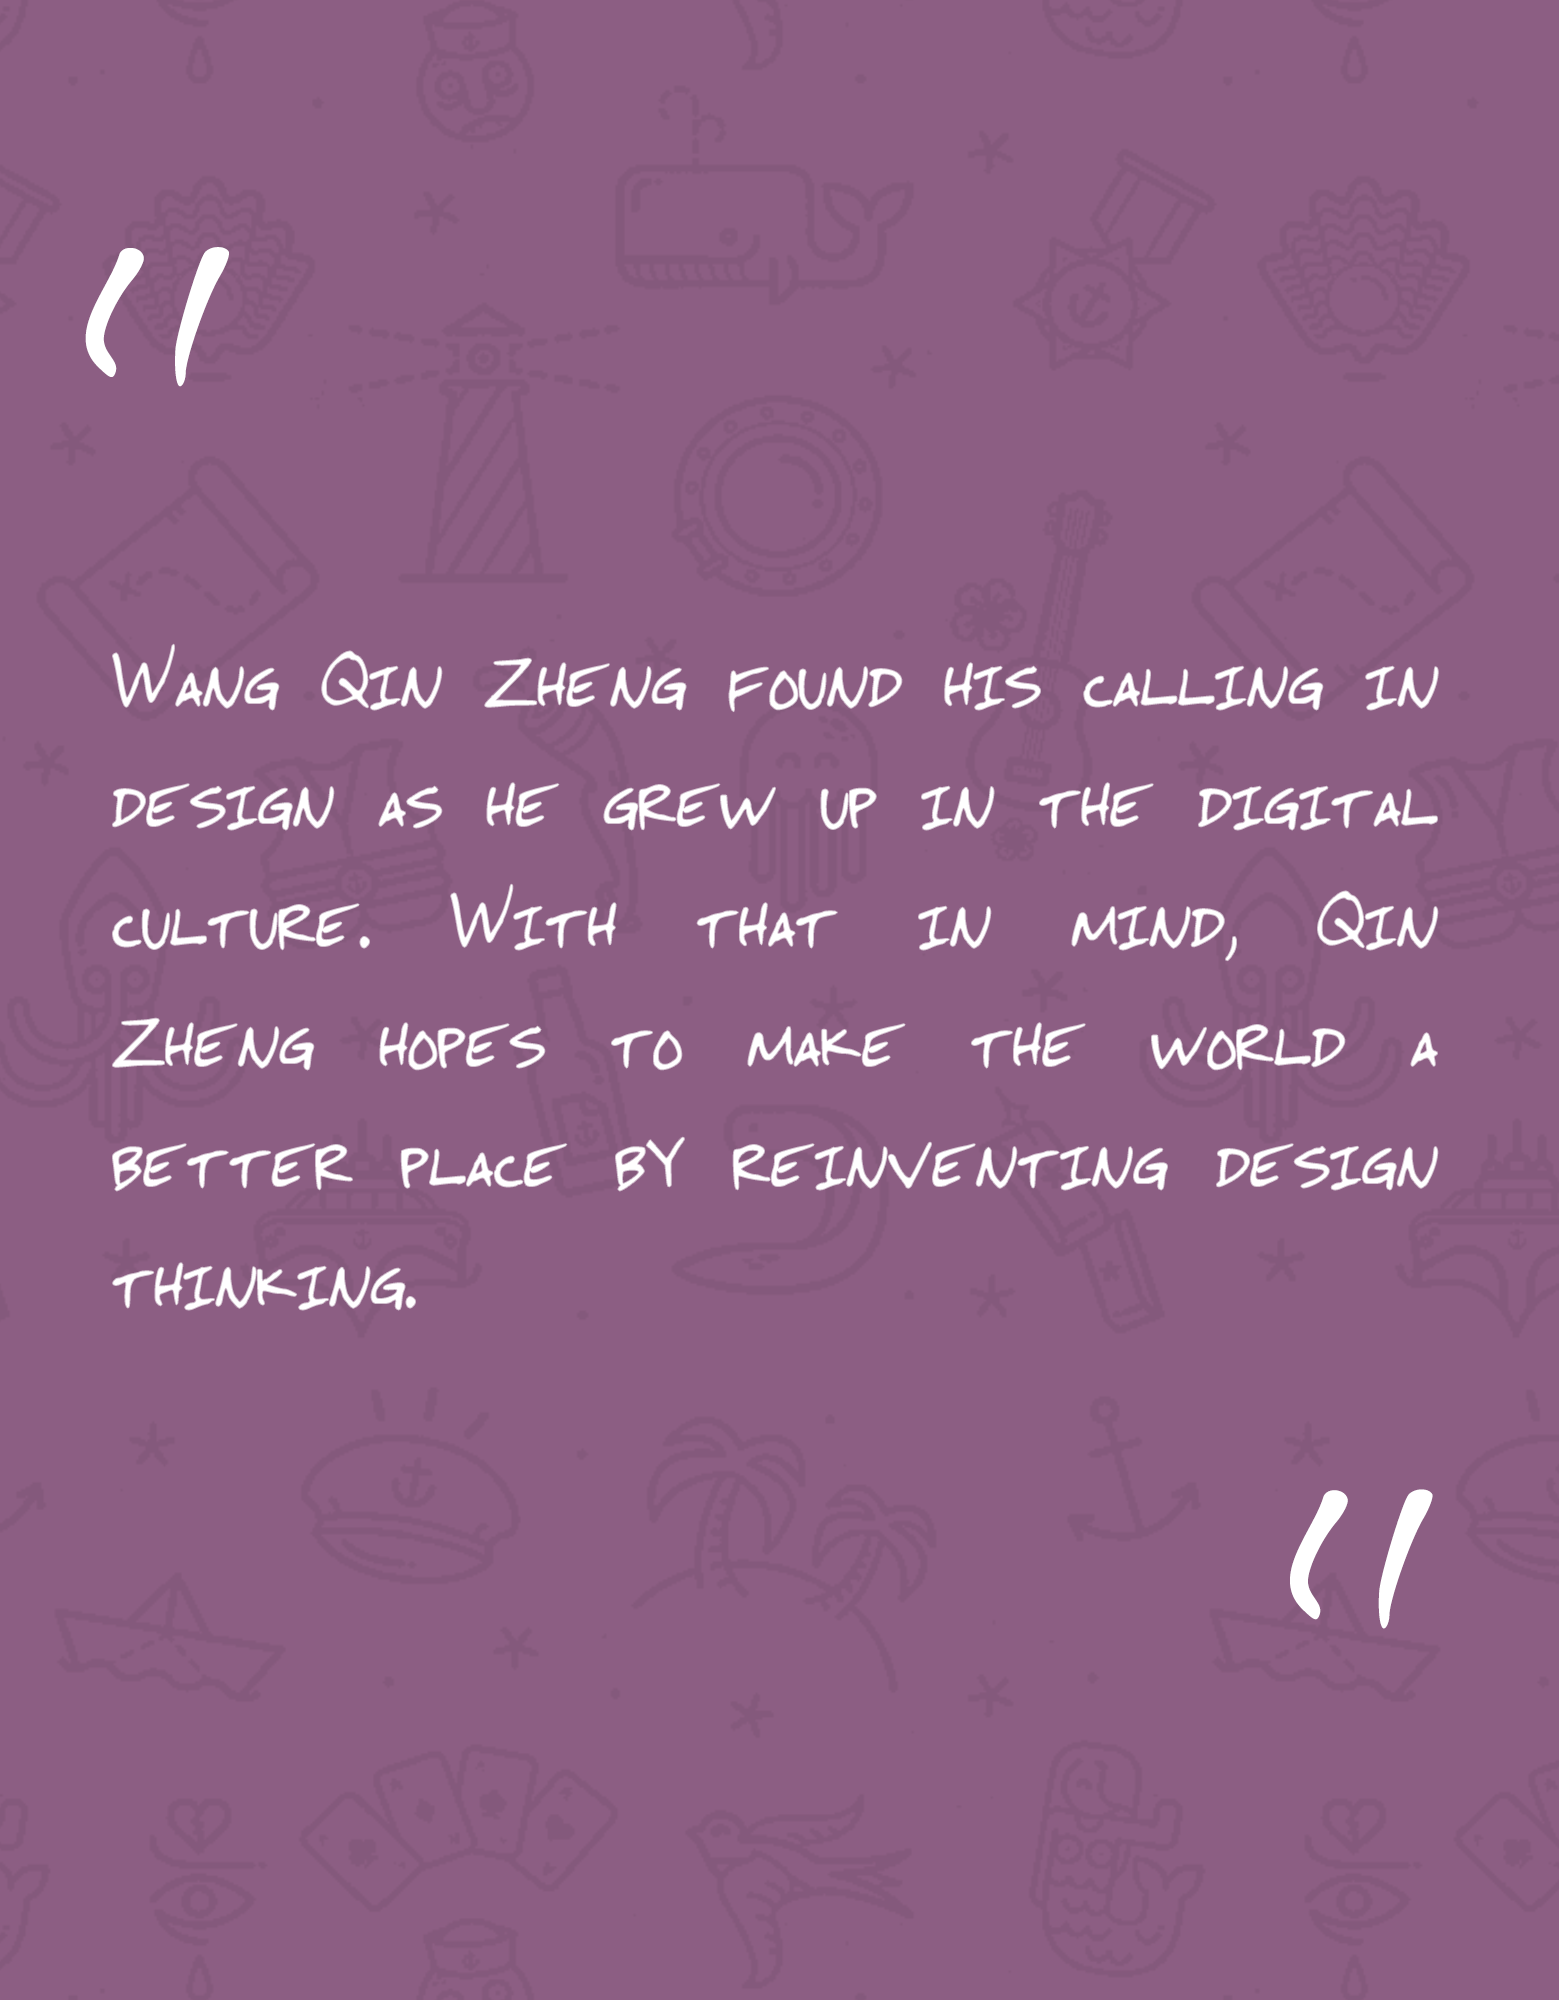 "
Wang Qin Zheng found his calling in
design as he grew up in the digital
culture. With that in mind, Qin
Zheng hopes to make the world a
better place by reinventing design
thinking.
"